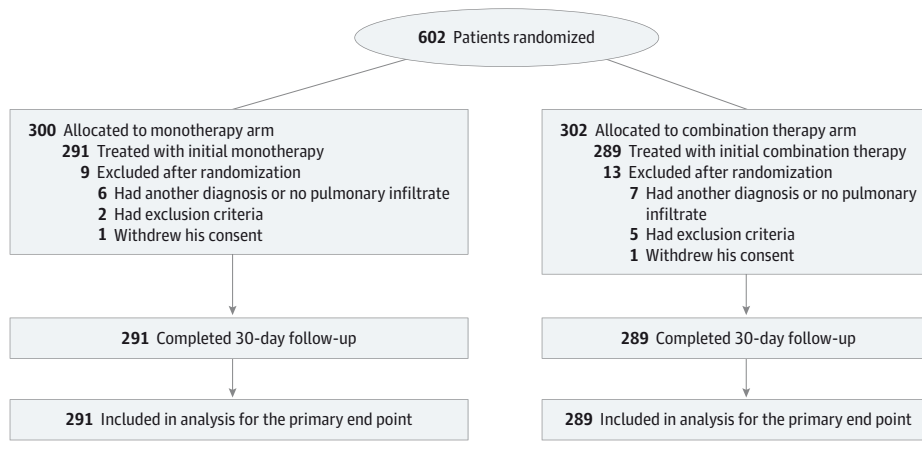 602 Patients randomized
300 Allocated to monotherapy arm
291 Treated with initial monotherapy
9 Excluded after randomization
6 Had another diagnosis or no pulmonary infiltrate
2 Had exclusion criteria
1 Withdrew his consent
302 Allocated to combination therapy arm
289 Treated with initial combination therapy
13 Excluded after randomization
7 Had another diagnosis or no pulmonary
infiltrate
5 Had exclusion criteria
1 Withdrew his consent
291 Completed 30-day follow-up
289 Completed 30-day follow-up
291 Included in analysis for the primary end point
289 Included in analysis for the primary end point